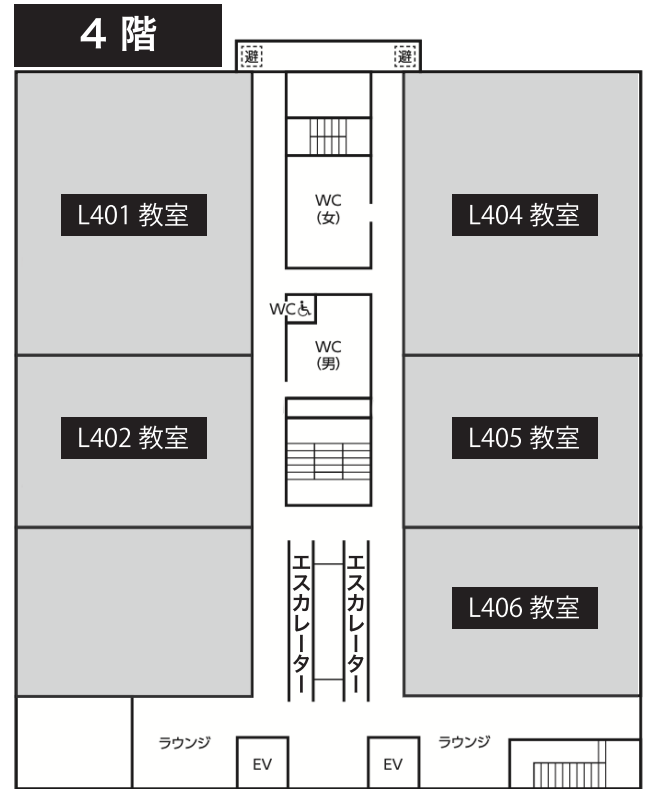 4 階
避
避
L401 教室
WC
(女)
L404 教室
WC
WC
(男)
L402 教室
L405 教室
エスカレーター
エスカレーター
L406 教室
ラウンジ
ラウンジ
EV
EV